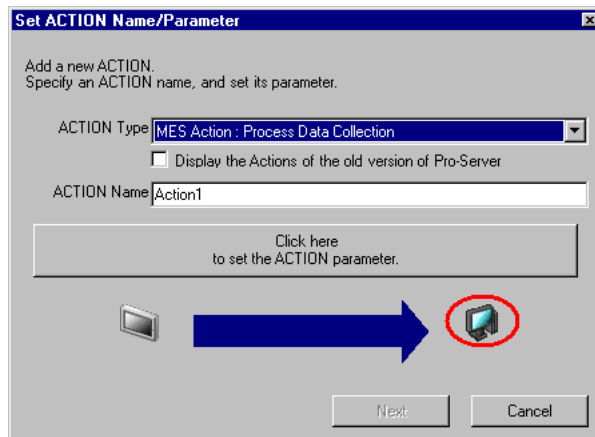 Set ACTION Name/Parameter
Add a new ACTION.
Specify an ACTION name, and set its parameter.
ACTION Type MES Action : Process Data Collection
Display the Actions of the old version of Pro-Server
ACTION Name Action1
Click here
to set the ACTION parameter.
Next
Cancel